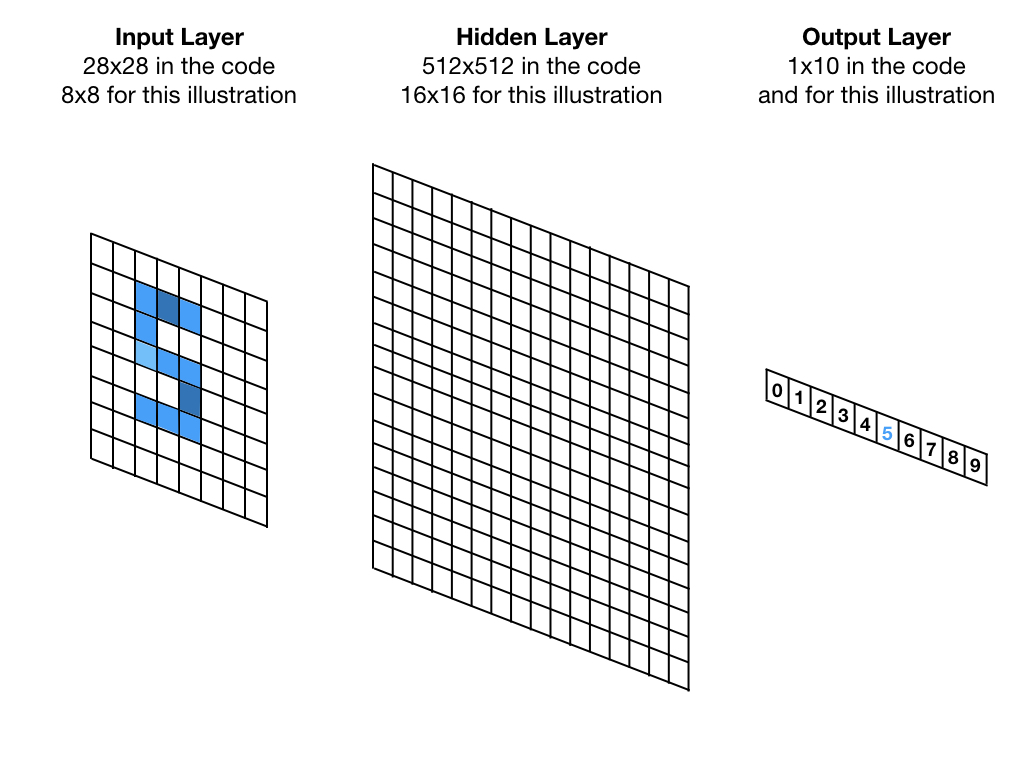 Input Layer
28x28 in the code
8x8 for this illustration
Hidden Layer
512x512 in the code
16x16 for this illustration
Output Layer
1x10 in the code
and for this illustration
0 1 2 3 4 5 6 7 8 9